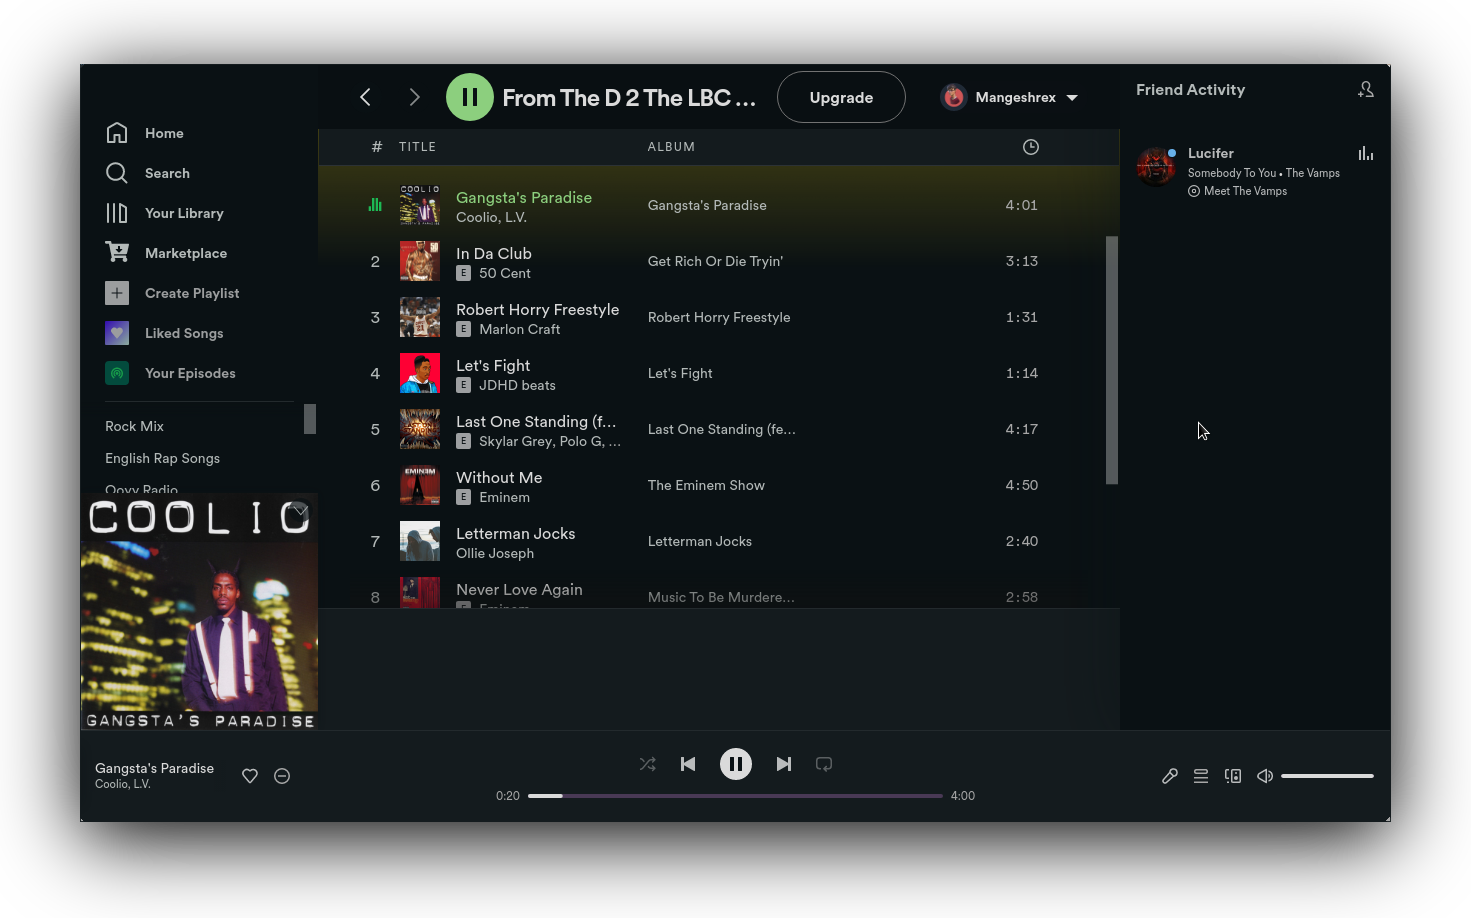 From The D 2 The LBC ...
Upgrade
Mangeshrex
Friend Activity
Home
Search
Your Library
Marketplace
Create Playlist
Liked Songs
Your Episodes
Rock Mix
English Rap Songs
Oovy Radio
# TITLE ALBUM
Gangsta's Paradise
Coolio, L.V.
Gangsta's Paradise
4:01
2
In Da Club
E 50 Cent
Get Rich Or Die Tryin'
3:13
3
Robert Horry Freestyle
E Marlon Craft
Robert Horry Freestyle
1:31
4
Let's Fight
E JDHD beats
Let's Fight
1:14
5
Last One Standing (f...
E Skylar Grey, Polo G, ...
Last One Standing (fe...
4:17
6
Without Me
E Eminem
The Eminem Show
4:50
7
Letterman Jocks
Ollie Joseph
Letterman Jocks
2:40
8
Never Love Again
E Eminem
Music To Be Murdere...
2:58
Lucifer
Somebody To You • The Vamps
Meet The Vamps
COOLIO
GANGSTA'S PARADISE
Gangsta's Paradise
Coolio, L.V.
0:20
4:00